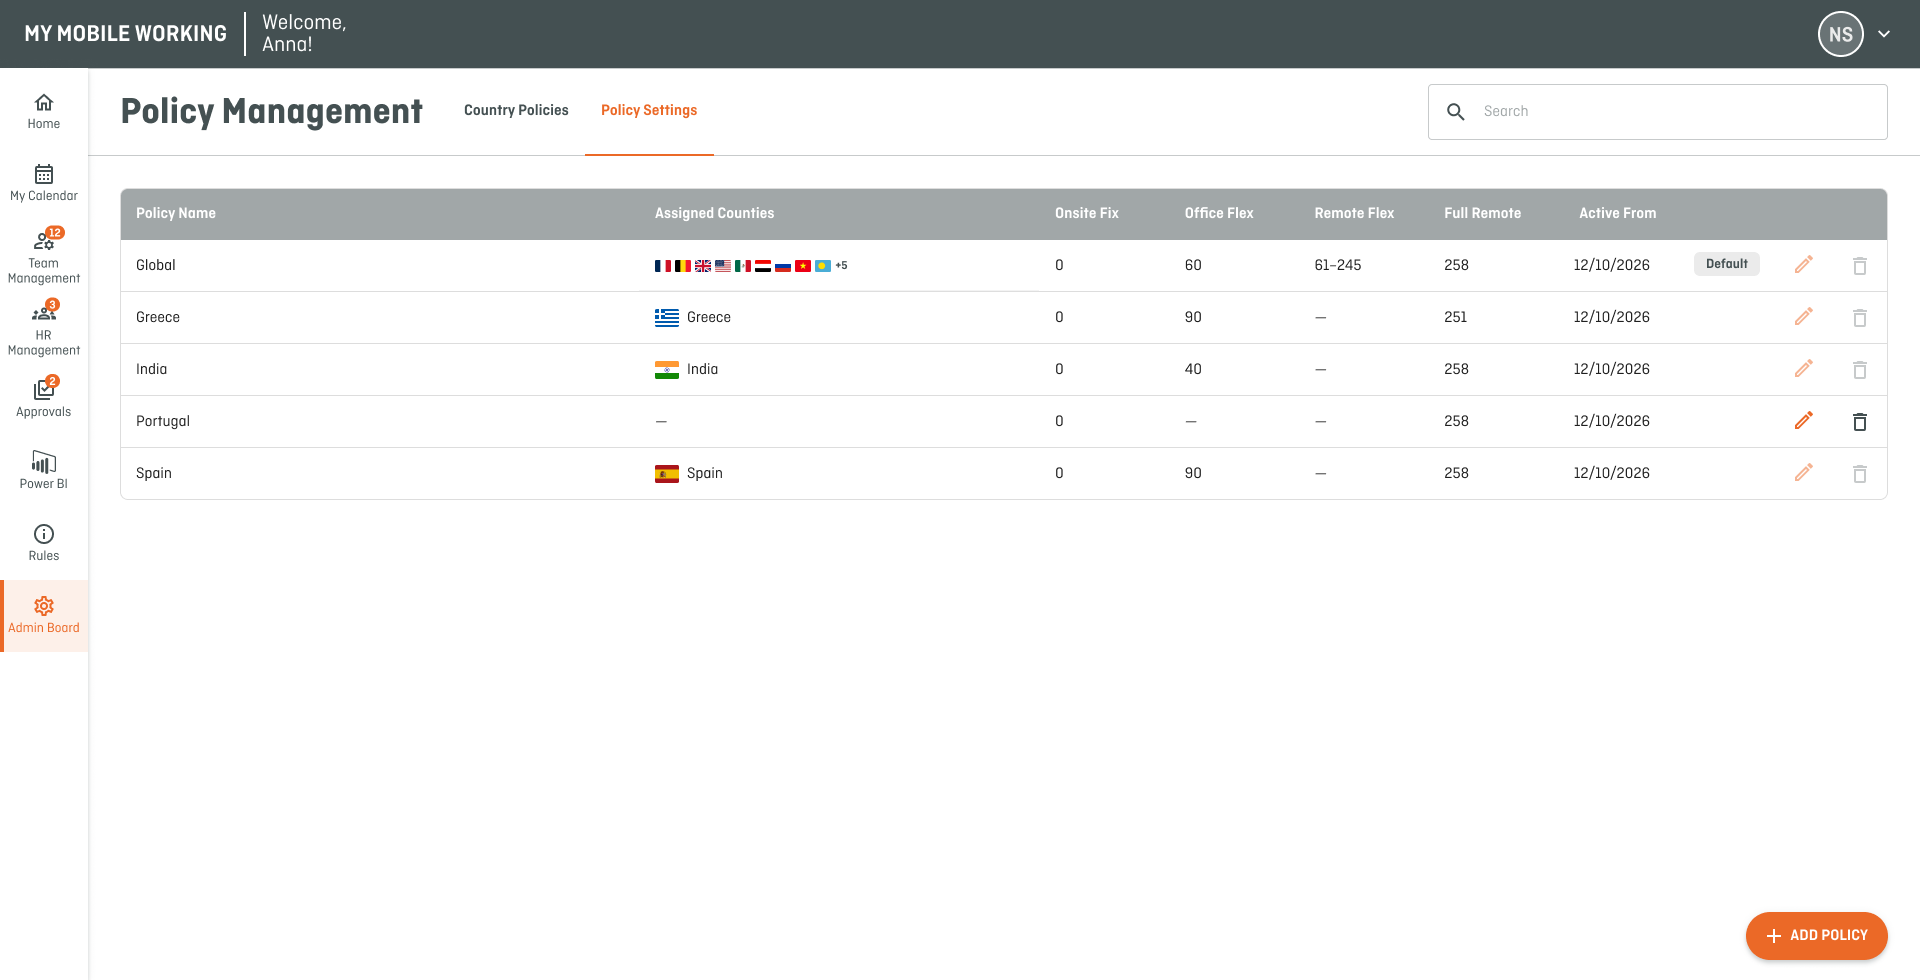 MY MOBILE WORKING
Welcome,
Anna!
NS
Home
My Calendar
12
Team
Management
3
HR
Management
2
Approvals
Power BI
Rules
Admin Board
Policy Management
Country Policies
Policy Settings
Search
Policy Name Assigned Counties Onsite Fix Office Flex Remote Flex Full Remote Active From
Global +5 0 60 61–245 258 12/10/2026 Default
Greece Greece 0 90 — 251 12/10/2026
India India 0 40 — 258 12/10/2026
Portugal — 0 — — 258 12/10/2026
Spain Spain 0 90 — 258 12/10/2026
ADD POLICY